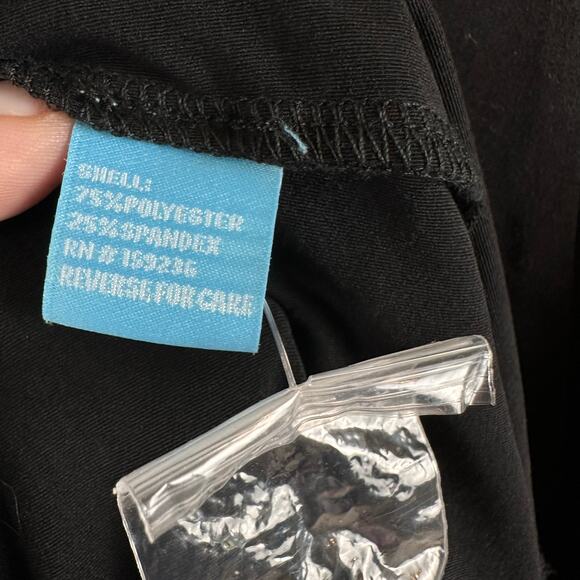 SHELL:
75%POLYESTER
25%SPANDEX
RN #159236
REVERSE FOR CARE